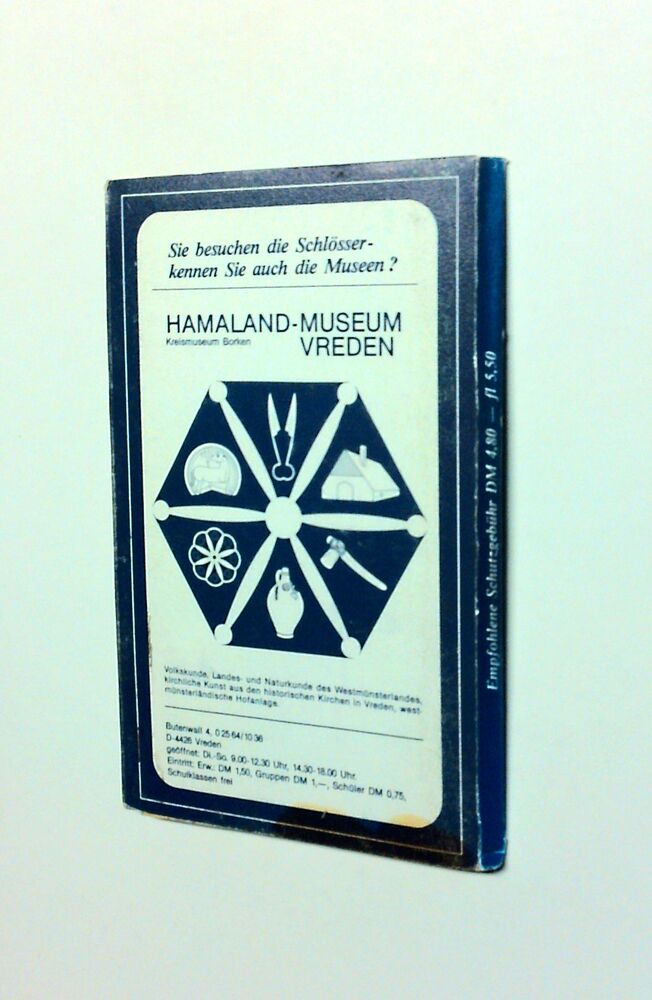 Sie besuchen die Schlösser-
kennen Sie auch die Museen?
HAMALAND-MUSEUM
Kreismuseum Borken VREDEN
Volkskunde, Landes- und Naturkunde des Westmünsterlandes,
kirchliche Kunst aus den historischen Kirchen in Vreden, west-
münsterländische Hofanlage.
Butenwall 4, 0 25 64/10 36
D-4426 Vreden
geöffnet: Di.-So. 9.00-12.30 Uhr, 14.30-18.00 Uhr.
Eintritt: Erw.: DM 1,50, Gruppen DM 1,—, Schüler DM 0,75,
Schulklassen frei
Empfohlene Schutzgebühr DM 4,80 — fl 5,50